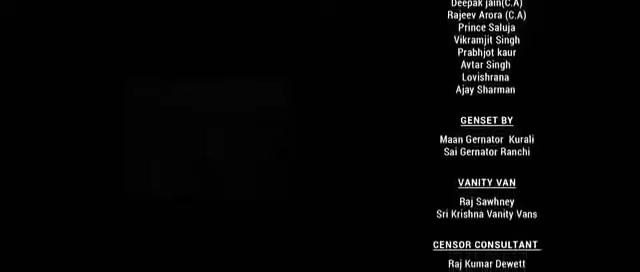 Deepak jain(C.A)
Rajeev Arora (C.A)
Prince Saluja
Vikramjit Singh
Prabhjot kaur
Avtar Singh
Lovishrana
Ajay Sharman
GENSET BY
Maan Gernator Kurali
Sai Gernator Ranchi
VANITY VAN
Raj Sawhney
Sri Krishna Vanity Vans
CENSOR CONSULTANT
Raj Kumar Dewett